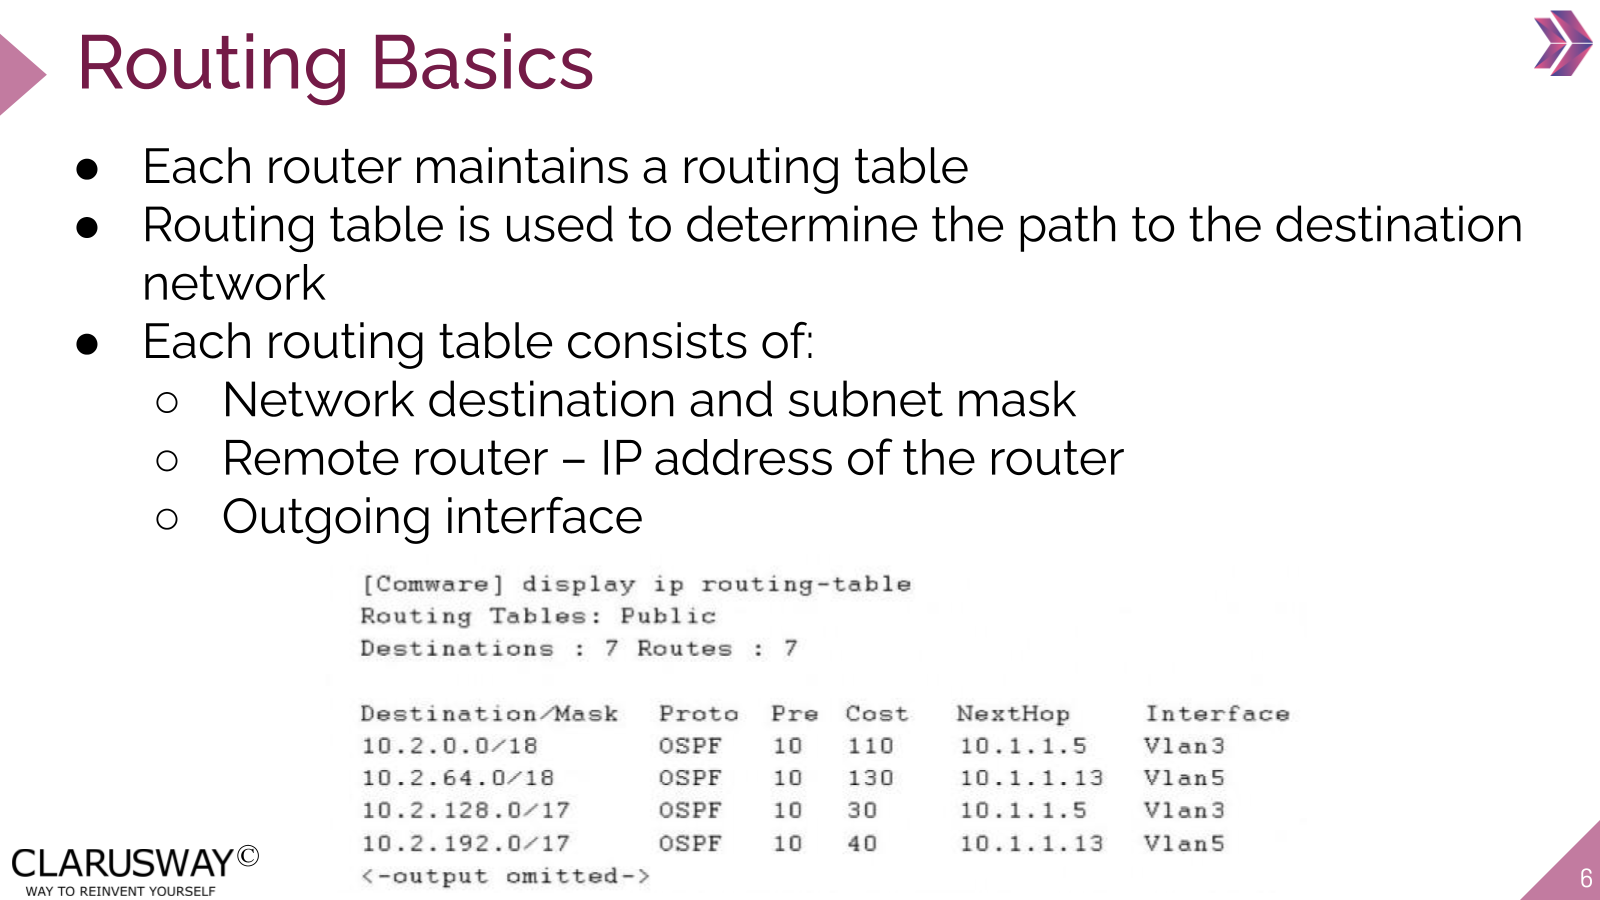 Routing Basics
● Each router maintains a routing table
● Routing table is used to determine the path to the destination
network
● Each routing table consists of:
○ Network destination and subnet mask
○ Remote router – IP address of the router
○ Outgoing interface
[Comware] display ip routing-table
Routing Tables: Public
Destinations : 7 Routes : 7
Destination/Mask Proto Pre Cost NextHop Interface
10.2.0.0/18 OSPF 10 110 10.1.1.5 Vlan3
10.2.64.0/18 OSPF 10 130 10.1.1.13 Vlan5
10.2.128.0/17 OSPF 10 30 10.1.1.5 Vlan3
10.2.192.0/17 OSPF 10 40 10.1.1.13 Vlan5
<-output omitted->
CLARUSWAY©
WAY TO REINVENT YOURSELF
6